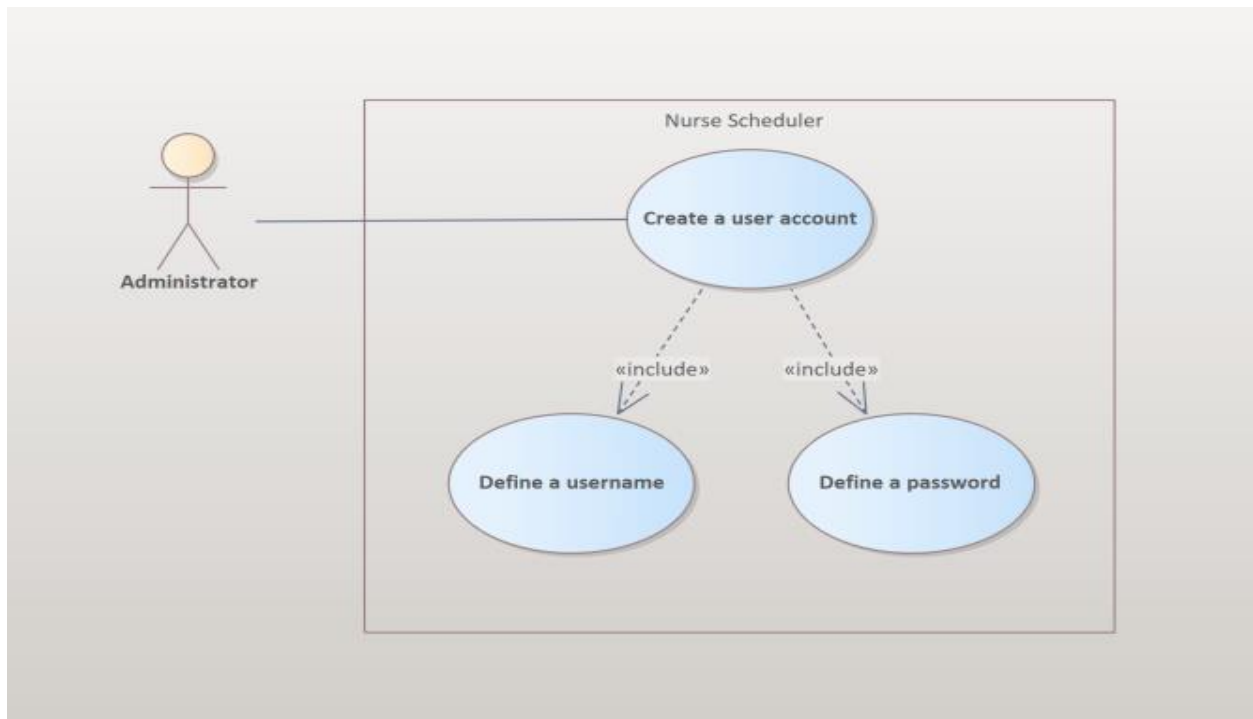 Nurse Scheduler
Create a user account
Administrator
«include»
«include»
Define a username
Define a password